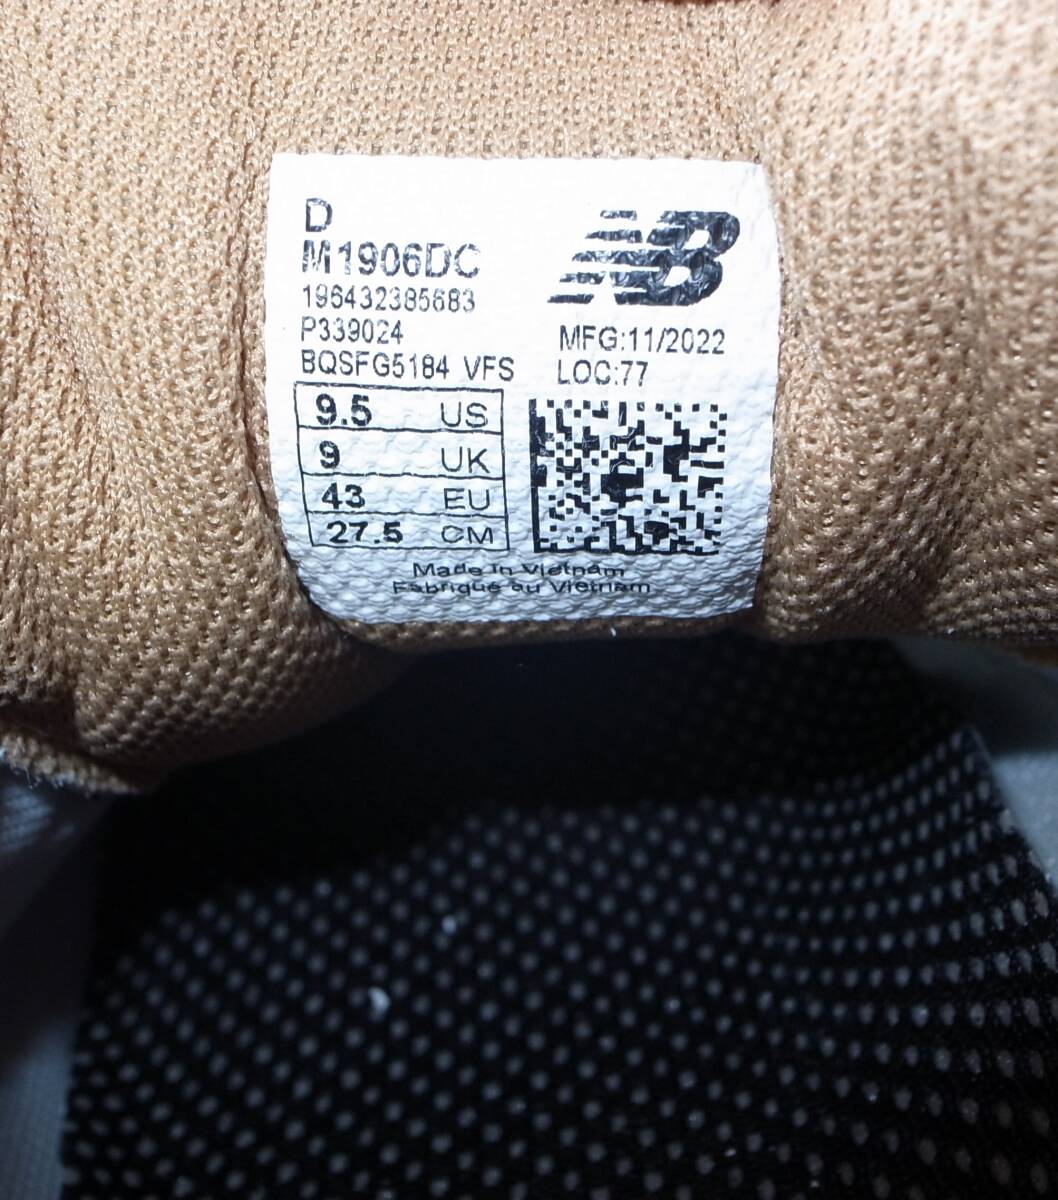 D
M1906DC
196432385683
P339024
BQSFG5184 VFS
NB
MFG:11/2022
LOC:77
9.5 US
9 UK
43 EU
27.5 CM
Made in Vietnam
Fabriqué au Vietnam